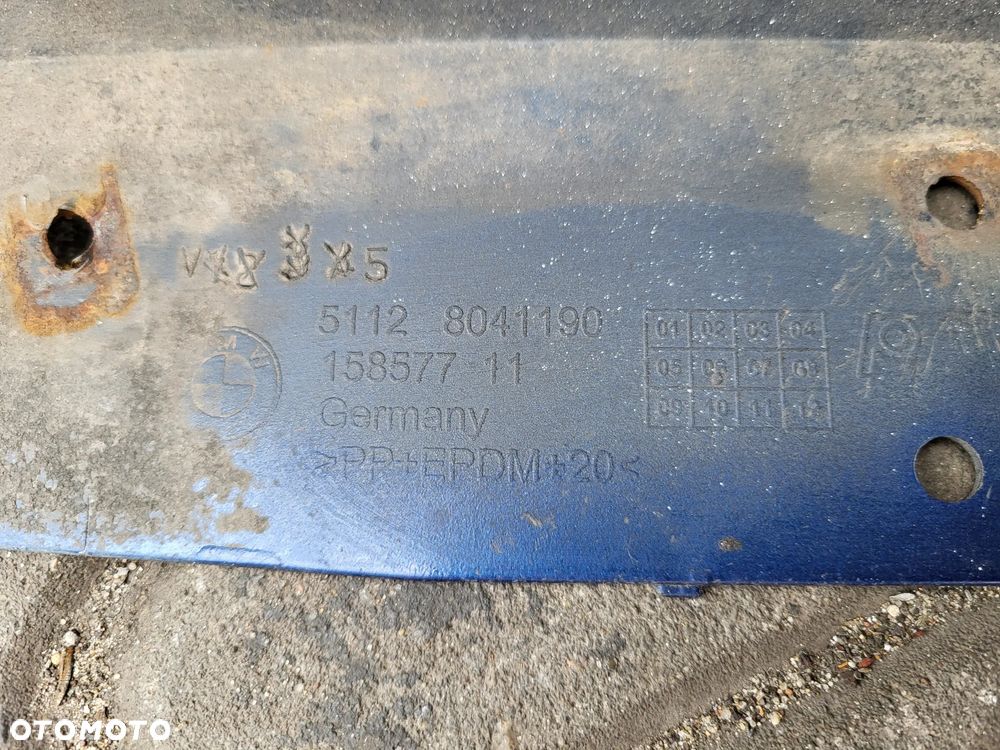 5
5112 8041190
158577 11
Germany
>PP+EPDM+20<
01 02 03 04
05 06 07 08
09 10 11 12
BMW
OTOMOTO